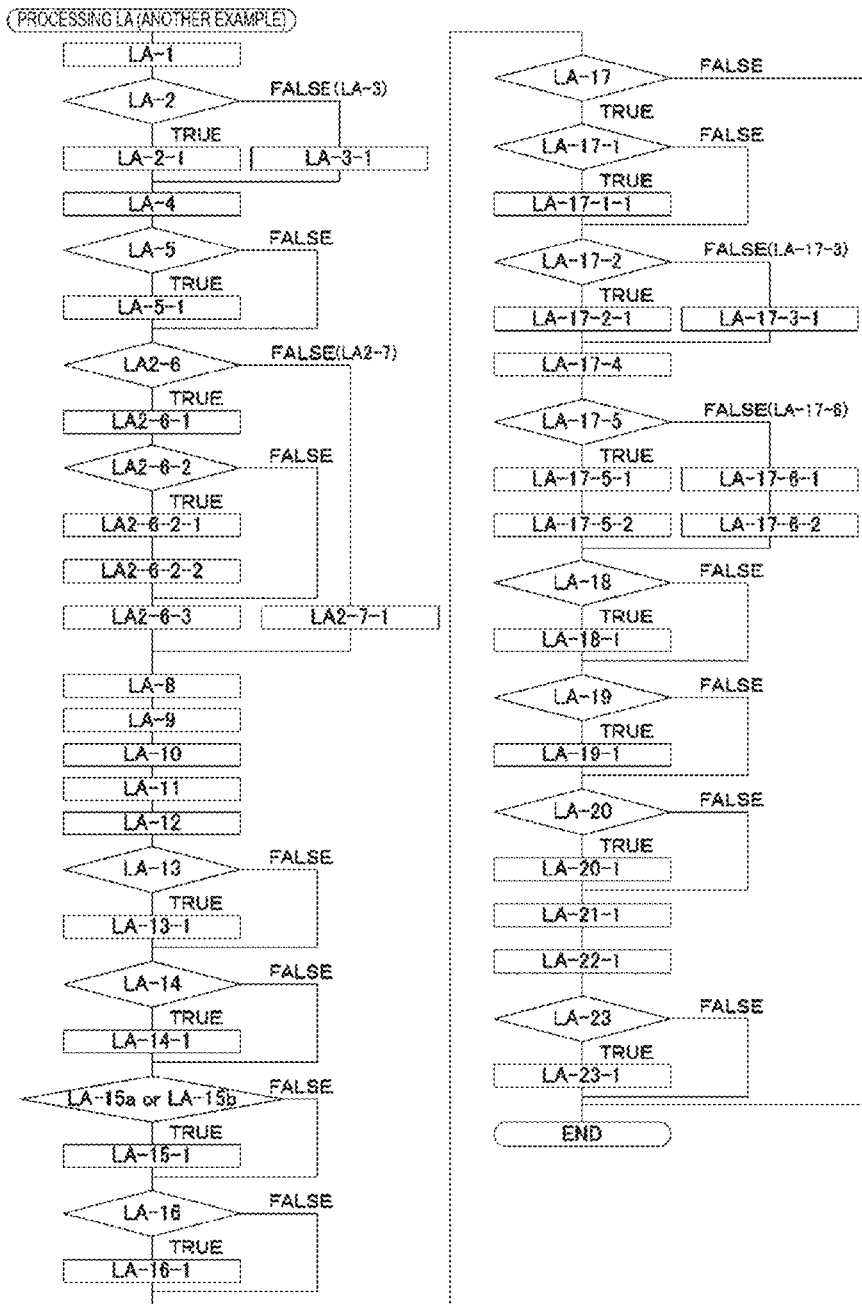 PROCESSING LA (ANOTHER EXAMPLE)
LA-1
LA-2
FALSE(LA-3)
TRUE
LA-2-1
LA-3-1
LA-4
LA-5
FALSE
TRUE
LA-5-1
LA2-6
FALSE(LA2-7)
TRUE
LA2-6-1
LA2-6-2
FALSE
TRUE
LA2-6-2-1
LA2-6-2-2
LA2-6-3
LA2-7-1
LA-8
LA-9
LA-10
LA-11
LA-12
LA-13
FALSE
TRUE
LA-13-1
LA-14
FALSE
TRUE
LA-14-1
LA-15a or LA-15b
FALSE
TRUE
LA-15-1
LA-16
FALSE
TRUE
LA-16-1
LA-17
FALSE
TRUE
LA-17-1
FALSE
TRUE
LA-17-1-1
LA-17-2
FALSE(LA-17-3)
TRUE
LA-17-2-1
LA-17-3-1
LA-17-4
LA-17-5
FALSE(LA-17-6)
TRUE
LA-17-5-1
LA-17-6-1
LA-17-5-2
LA-17-6-2
LA-18
FALSE
TRUE
LA-18-1
LA-19
FALSE
TRUE
LA-19-1
LA-20
FALSE
TRUE
LA-20-1
LA-21-1
LA-22-1
LA-23
FALSE
TRUE
LA-23-1
END